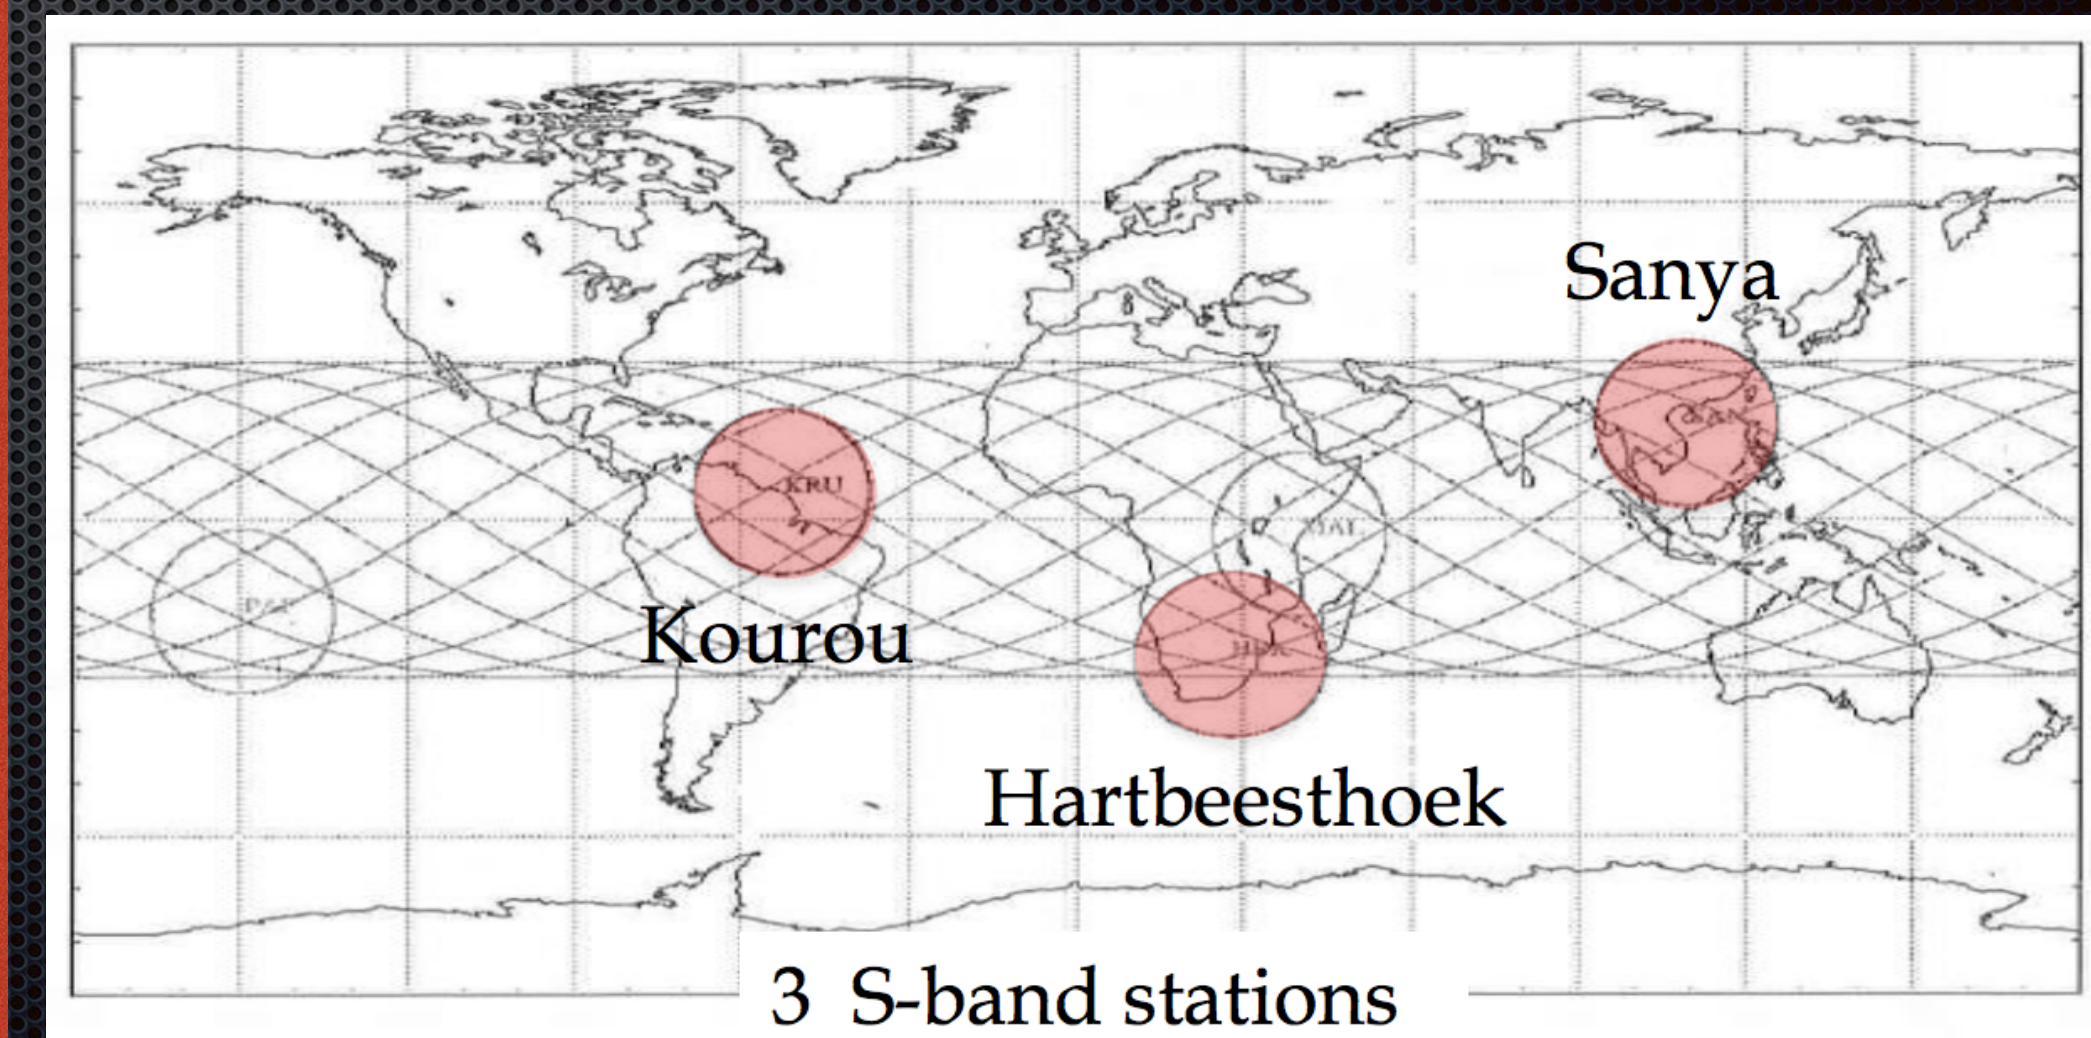 Sanya
KRU
Kourou
Hartbeesthoek
3 S-band stations